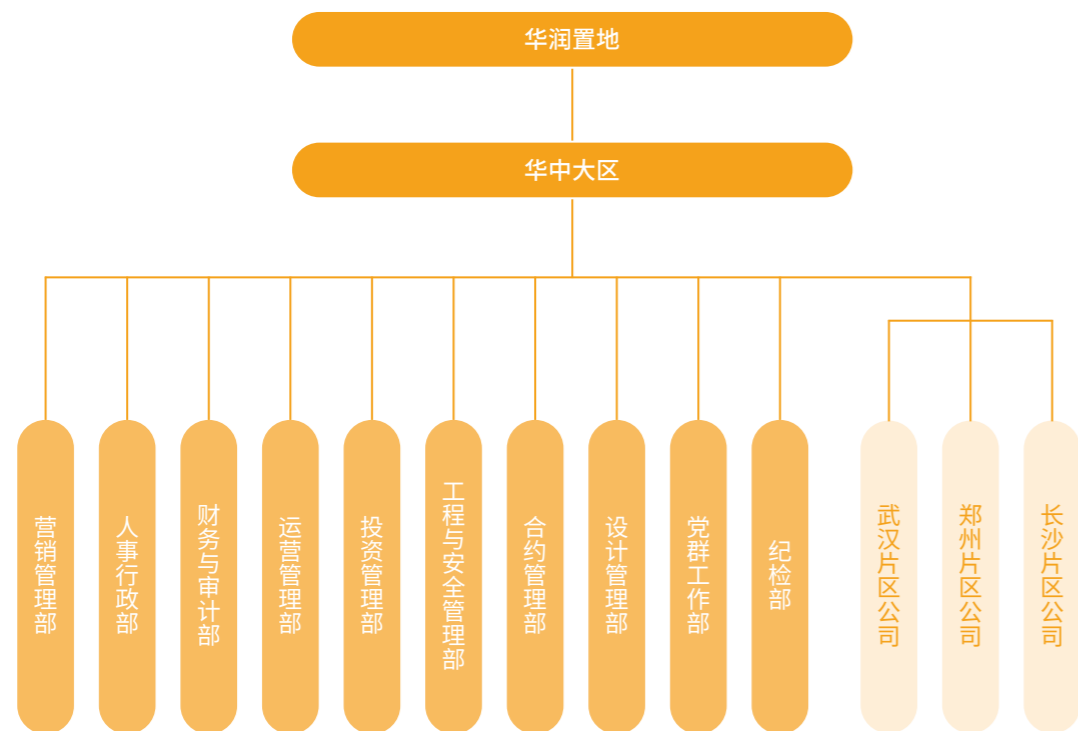 华润置地
华中大区
营销管理部
人事行政部
财务与审计部
运营管理部
投资管理部
工程与安全管理部
合约管理部
设计管理部
党群工作部
纪检部
武汉片区公司
郑州片区公司
长沙片区公司